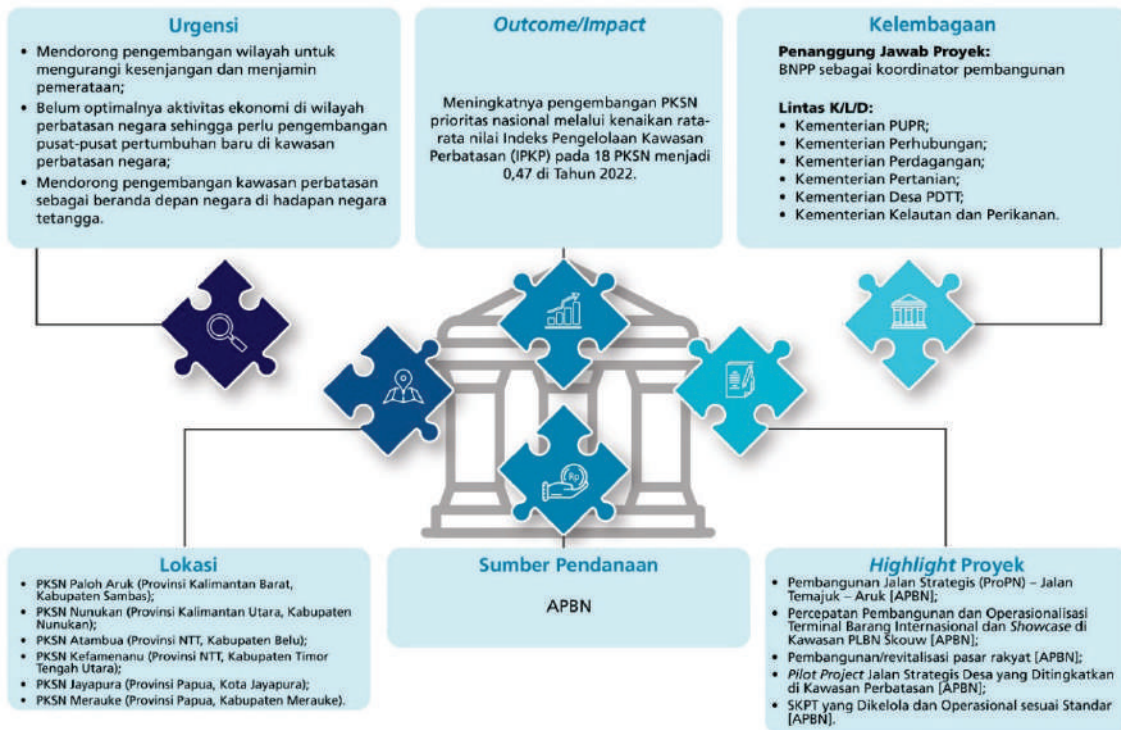 Urgensi
• Mendorong pengembangan wilayah untuk
mengurangi kesenjangan dan menjamin
pemerataan;
• Belum optimalnya aktivitas ekonomi di wilayah
perbatasan negara sehingga perlu pengembangan
pusat-pusat pertumbuhan baru di kawasan
perbatasan negara;
• Mendorong pengembangan kawasan perbatasan
sebagai beranda depan negara di hadapan negara
tetangga.
Outcome/Impact
Meningkatnya pengembangan PKSN
prioritas nasional melalui kenaikan rata-
rata nilai Indeks Pengelolaan Kawasan
Perbatasan (IPKP) pada 18 PKSN menjadi
0,47 di Tahun 2022.
Kelembagaan
Penanggung Jawab Proyek:
BNPP sebagai koordinator pembangunan
Lintas K/L/D:
• Kementerian PUPR;
• Kementerian Perhubungan;
• Kementerian Perdagangan;
• Kementerian Pertanian;
• Kementerian Desa PDTT;
• Kementerian Kelautan dan Perikanan.
Rp
Lokasi
• PKSN Paloh Aruk (Provinsi Kalimantan Barat,
Kabupaten Sambas);
• PKSN Nunukan (Provinsi Kalimantan Utara, Kabupaten
Nunukan);
• PKSN Atambua (Provinsi NTT, Kabupaten Belu);
• PKSN Kefamenanu (Provinsi NTT, Kabupaten Timor
Tengah Utara);
• PKSN Jayapura (Provinsi Papua, Kota Jayapura);
• PKSN Merauke (Provinsi Papua, Kabupaten Merauke).
Sumber Pendanaan
APBN
Highlight Proyek
• Pembangunan Jalan Strategis (ProPN) – Jalan
Temajuk – Aruk [APBN];
• Percepatan Pembangunan dan Operasionalisasi
Terminal Barang Internasional dan Showcase di
Kawasan PLBN Skouw [APBN];
• Pembangunan/revitalisasi pasar rakyat [APBN];
• Pilot Project Jalan Strategis Desa yang Ditingkatkan
di Kawasan Perbatasan [APBN];
• SKPT yang Dikelola dan Operasional sesuai Standar
[APBN].